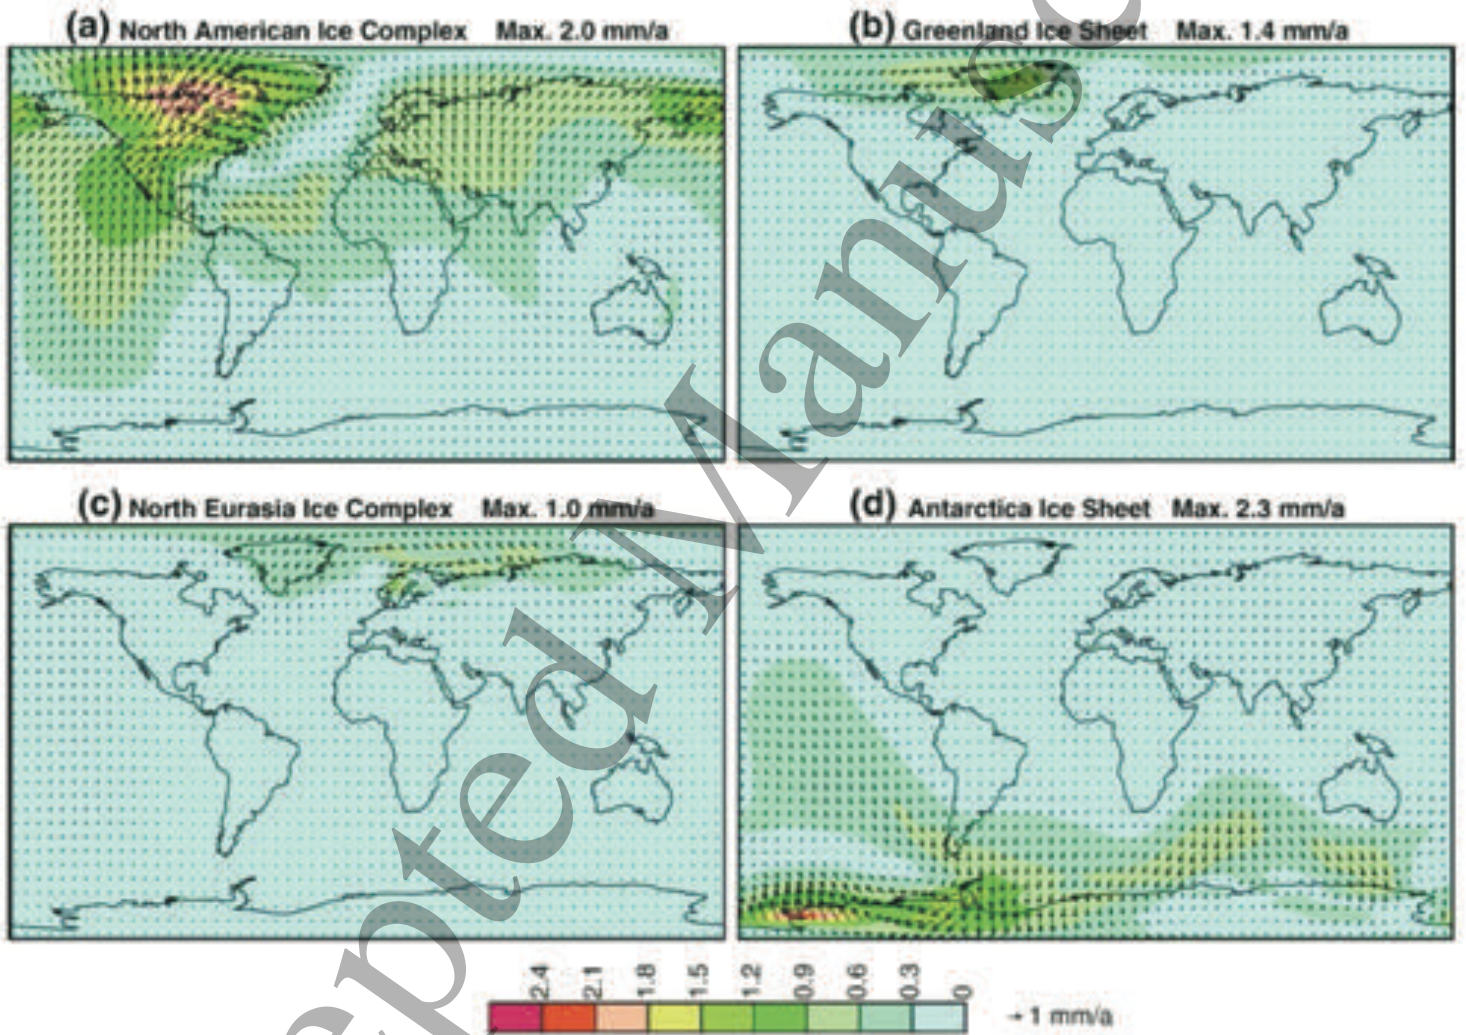 (a) North American Ice Complex Max. 2.0 mm/a
(b) Greenland Ice Sheet Max. 1.4 mm/a
(c) North Eurasia Ice Complex Max. 1.0 mm/a
(d) Antarctica Ice Sheet Max. 2.3 mm/a
2.4 2.1 1.8 1.5 1.2 0.9 0.6 0.3 0
→ 1 mm/a
pted Manusc